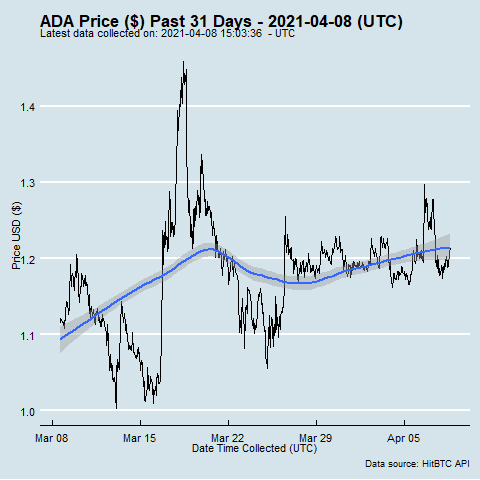 ADA Price ($) Past 31 Days - 2021-04-08 (UTC)
Latest data collected on: 2021-04-08 15:03:36 - UTC
Price USD ($)
1.4
1.3
1.2
1.1
1.0
Mar 08 Mar 15 Mar 22 Mar 29 Apr 05
Date Time Collected (UTC)
Data source: HitBTC API